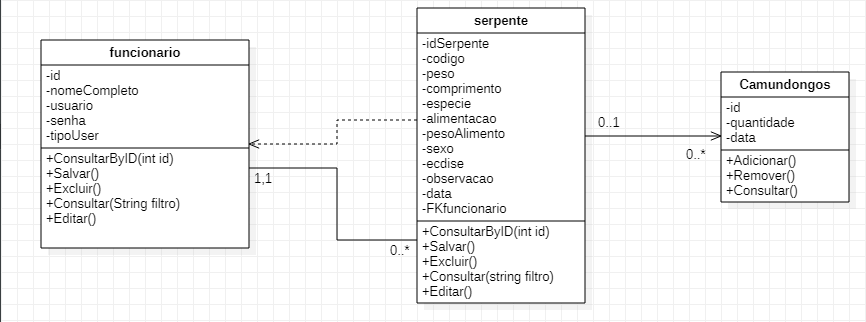 funcionario
-id
-nomeCompleto
-usuario
-senha
-tipoUser
+ConsultarByID(int id)
+Salvar()
+Excluir()
+Consultar(String filtro)
+Editar()
1,1
0..*
serpente
-idSerpente
-codigo
-peso
-comprimento
-especie
-alimentacao
-pesoAlimento
-sexo
-ecdise
-observacao
-data
-FKfuncionario
+ConsultarByID(int id)
+Salvar()
+Excluir()
+Consultar(string filtro)
+Editar()
0..1
0..*
Camundongos
-id
-quantidade
-data
+Adicionar()
+Remover()
+Consultar()